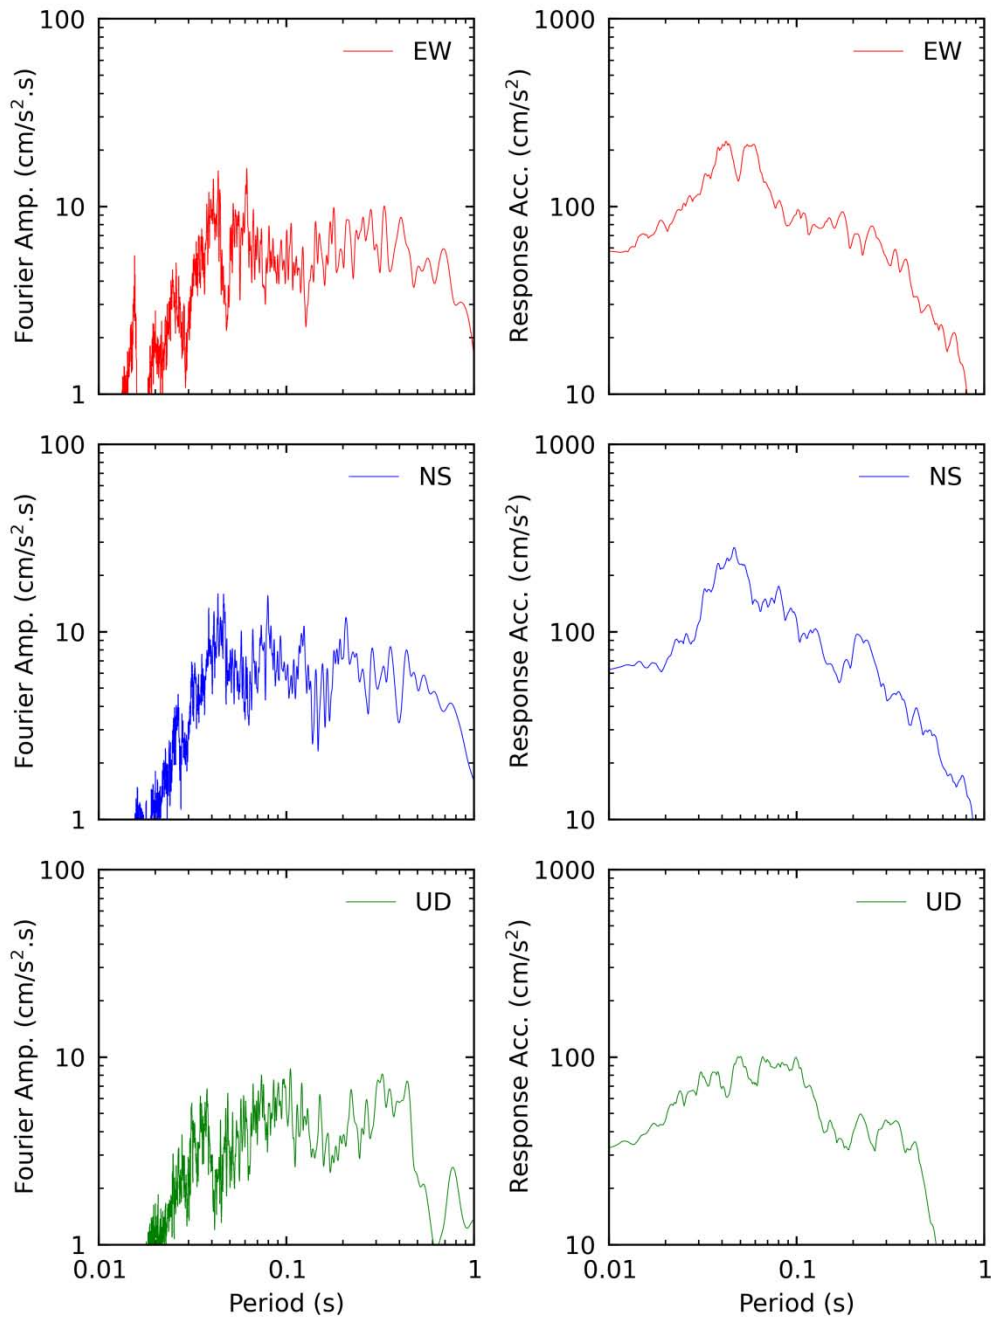 100
10
1
Fourier Amp. (cm/s².s)
EW
1000
100
10
Response Acc. (cm/s²)
EW
100
10
1
Fourier Amp. (cm/s².s)
NS
1000
100
10
Response Acc. (cm/s²)
NS
100
10
1
Fourier Amp. (cm/s².s)
UD
0.01 0.1 1
Period (s)
1000
100
10
Response Acc. (cm/s²)
UD
0.01 0.1 1
Period (s)